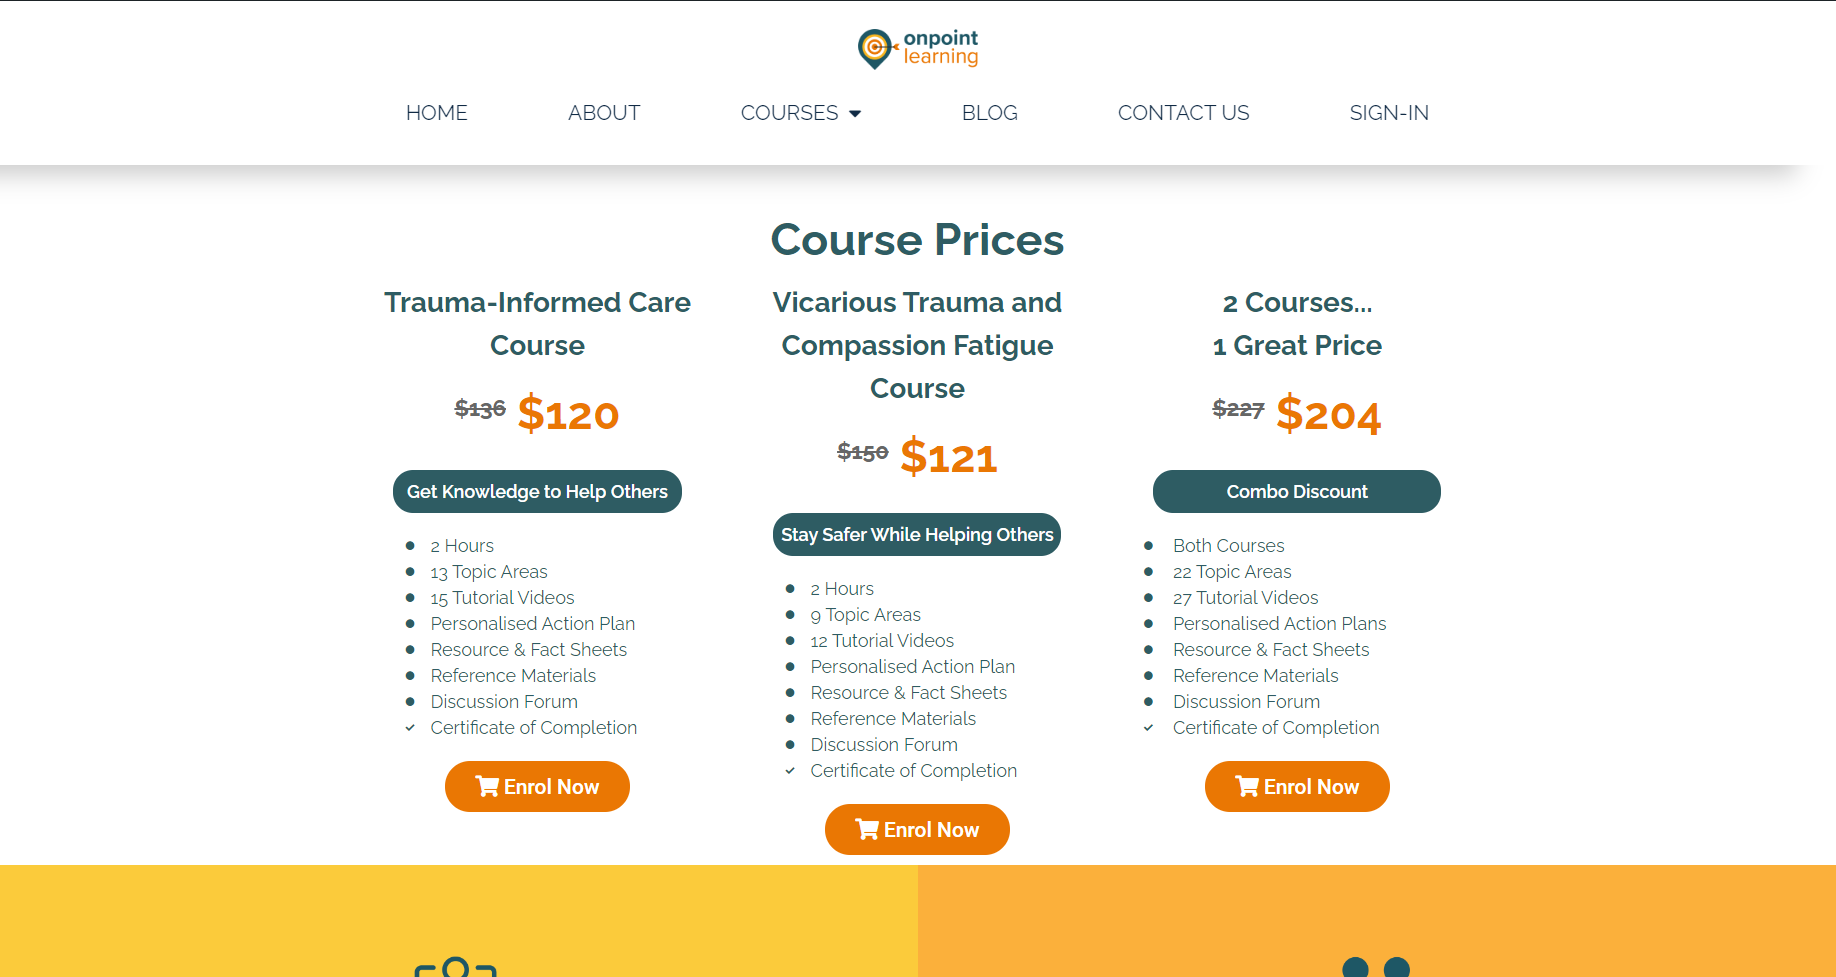 onpoint
learning
HOME
ABOUT
COURSES
BLOG
CONTACT US
SIGN-IN
Course Prices
Trauma-Informed Care
Course
$136 $120
Get Knowledge to Help Others
2 Hours
13 Topic Areas
15 Tutorial Videos
Personalised Action Plan
Resource & Fact Sheets
Reference Materials
Discussion Forum
Certificate of Completion
Enrol Now
Vicarious Trauma and
Compassion Fatigue
Course
$150 $121
Stay Safer While Helping Others
2 Hours
9 Topic Areas
12 Tutorial Videos
Personalised Action Plan
Resource & Fact Sheets
Reference Materials
Discussion Forum
Certificate of Completion
Enrol Now
2 Courses...
1 Great Price
$227 $204
Combo Discount
Both Courses
22 Topic Areas
27 Tutorial Videos
Personalised Action Plans
Resource & Fact Sheets
Reference Materials
Discussion Forum
Certificate of Completion
Enrol Now